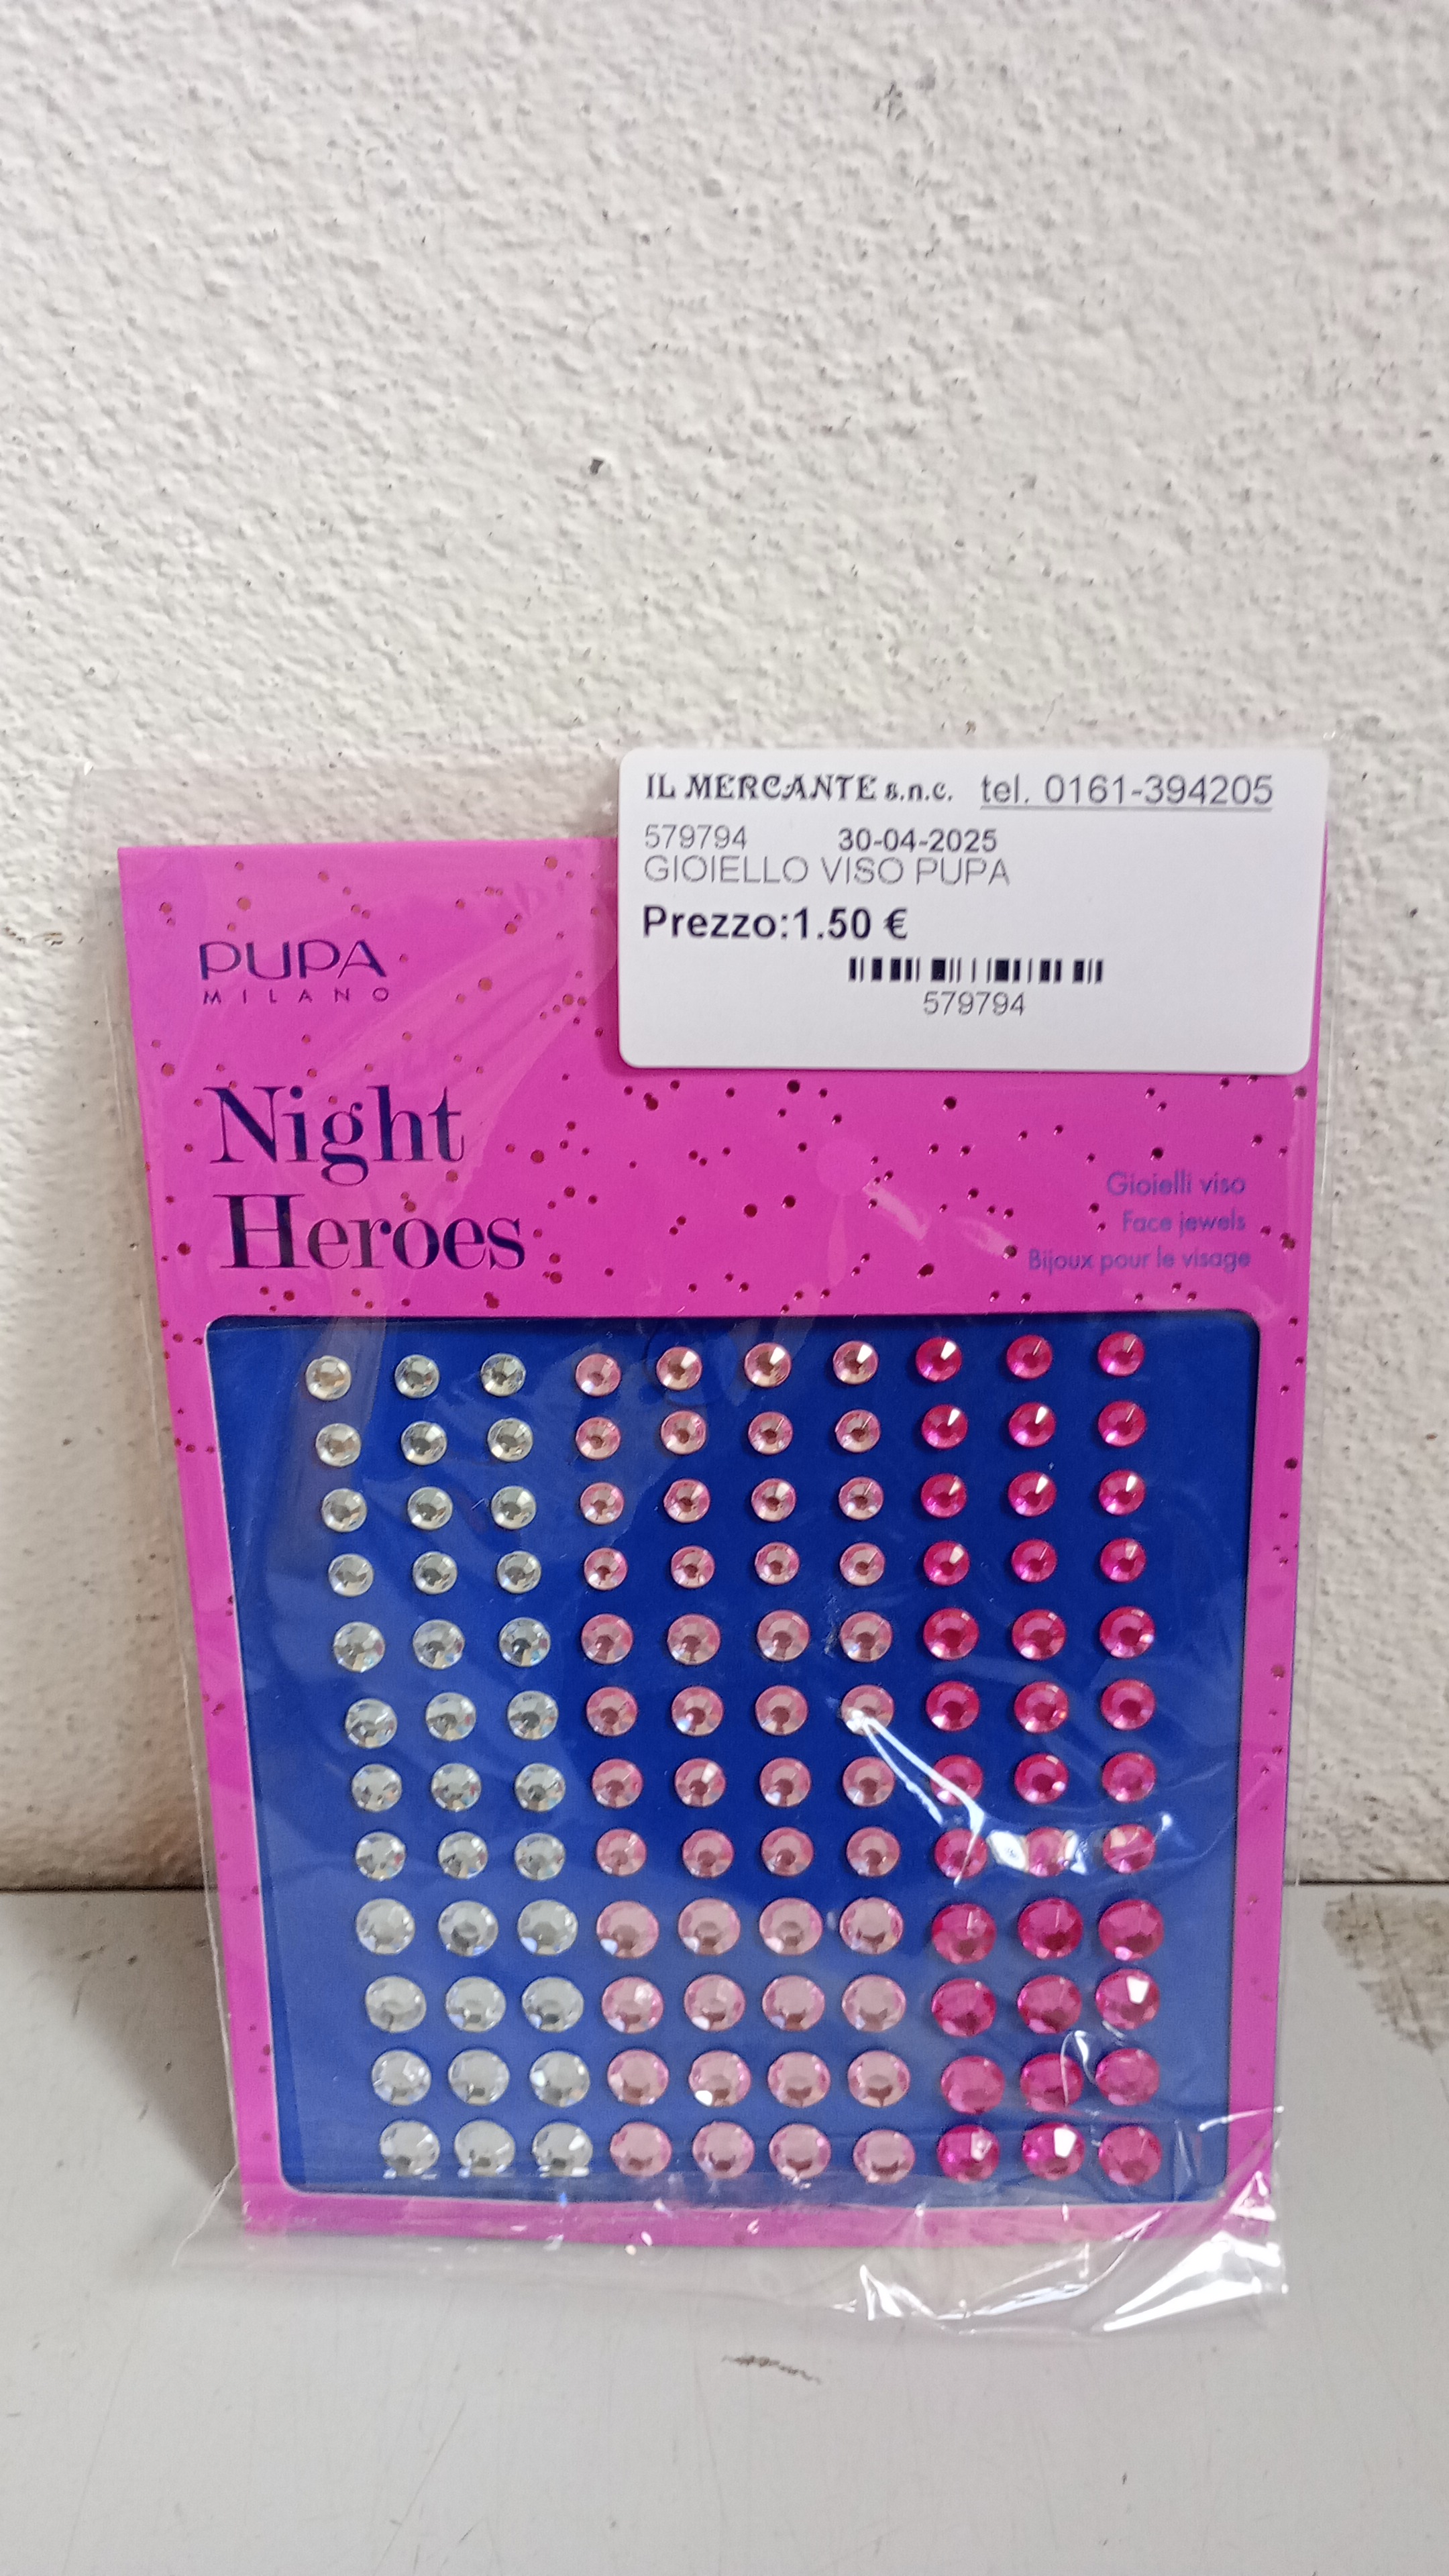 IL MERCANTE s.n.c. tel. 0161-394205
579794 30-04-2025
GIOIELLO VISO PUPA
Prezzo:1.50 €
579794
PUPA
MILANO
Night
Heroes
Gioielli viso
Face jewels
Bijoux pour le visage